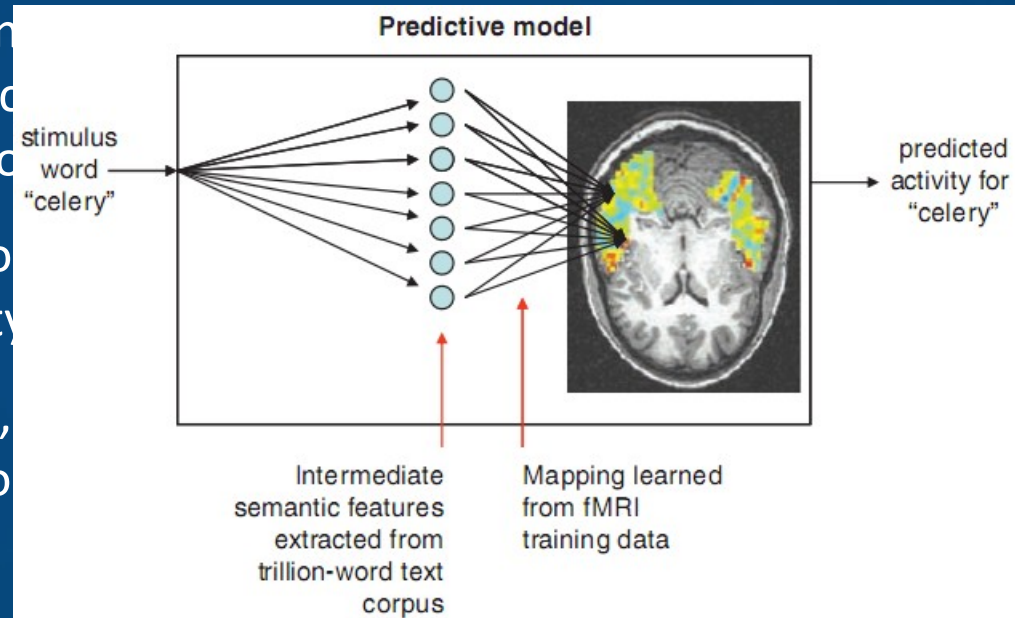 Predictive model
stimulus
word
"celery"
predicted
activity for
"celery"
Intermediate
semantic features
extracted from
trillion-word text
corpus
Mapping learned
from fMRI
training data